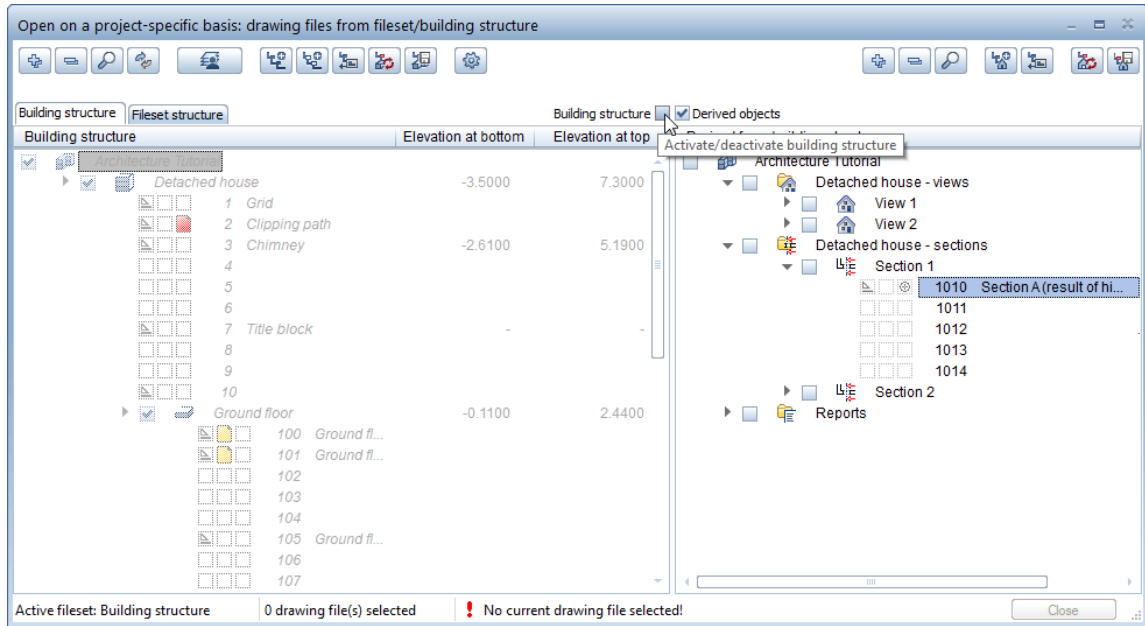 Open on a project-specific basis: drawing files from fileset/building structure
Building structure Fileset structure Building structure Derived objects
Building structure Elevation at bottom Elevation at top
Activate/deactivate building structure
Architecture Tutorial
Detached house -3.5000 7.3000
1 Grid
2 Clipping path
3 Chimney -2.6100 5.1900
4
5
6
7 Title block - -
8
9
10
Ground floor -0.1100 2.4400
100 Ground fl...
101 Ground fl...
102
103
104
105 Ground fl...
106
107
Architecture Tutorial
Detached house - views
View 1
View 2
Detached house - sections
Section 1
1010 Section A (result of hi...
1011
1012
1013
1014
Section 2
Reports
Active fileset: Building structure 0 drawing file(s) selected No current drawing file selected! Close